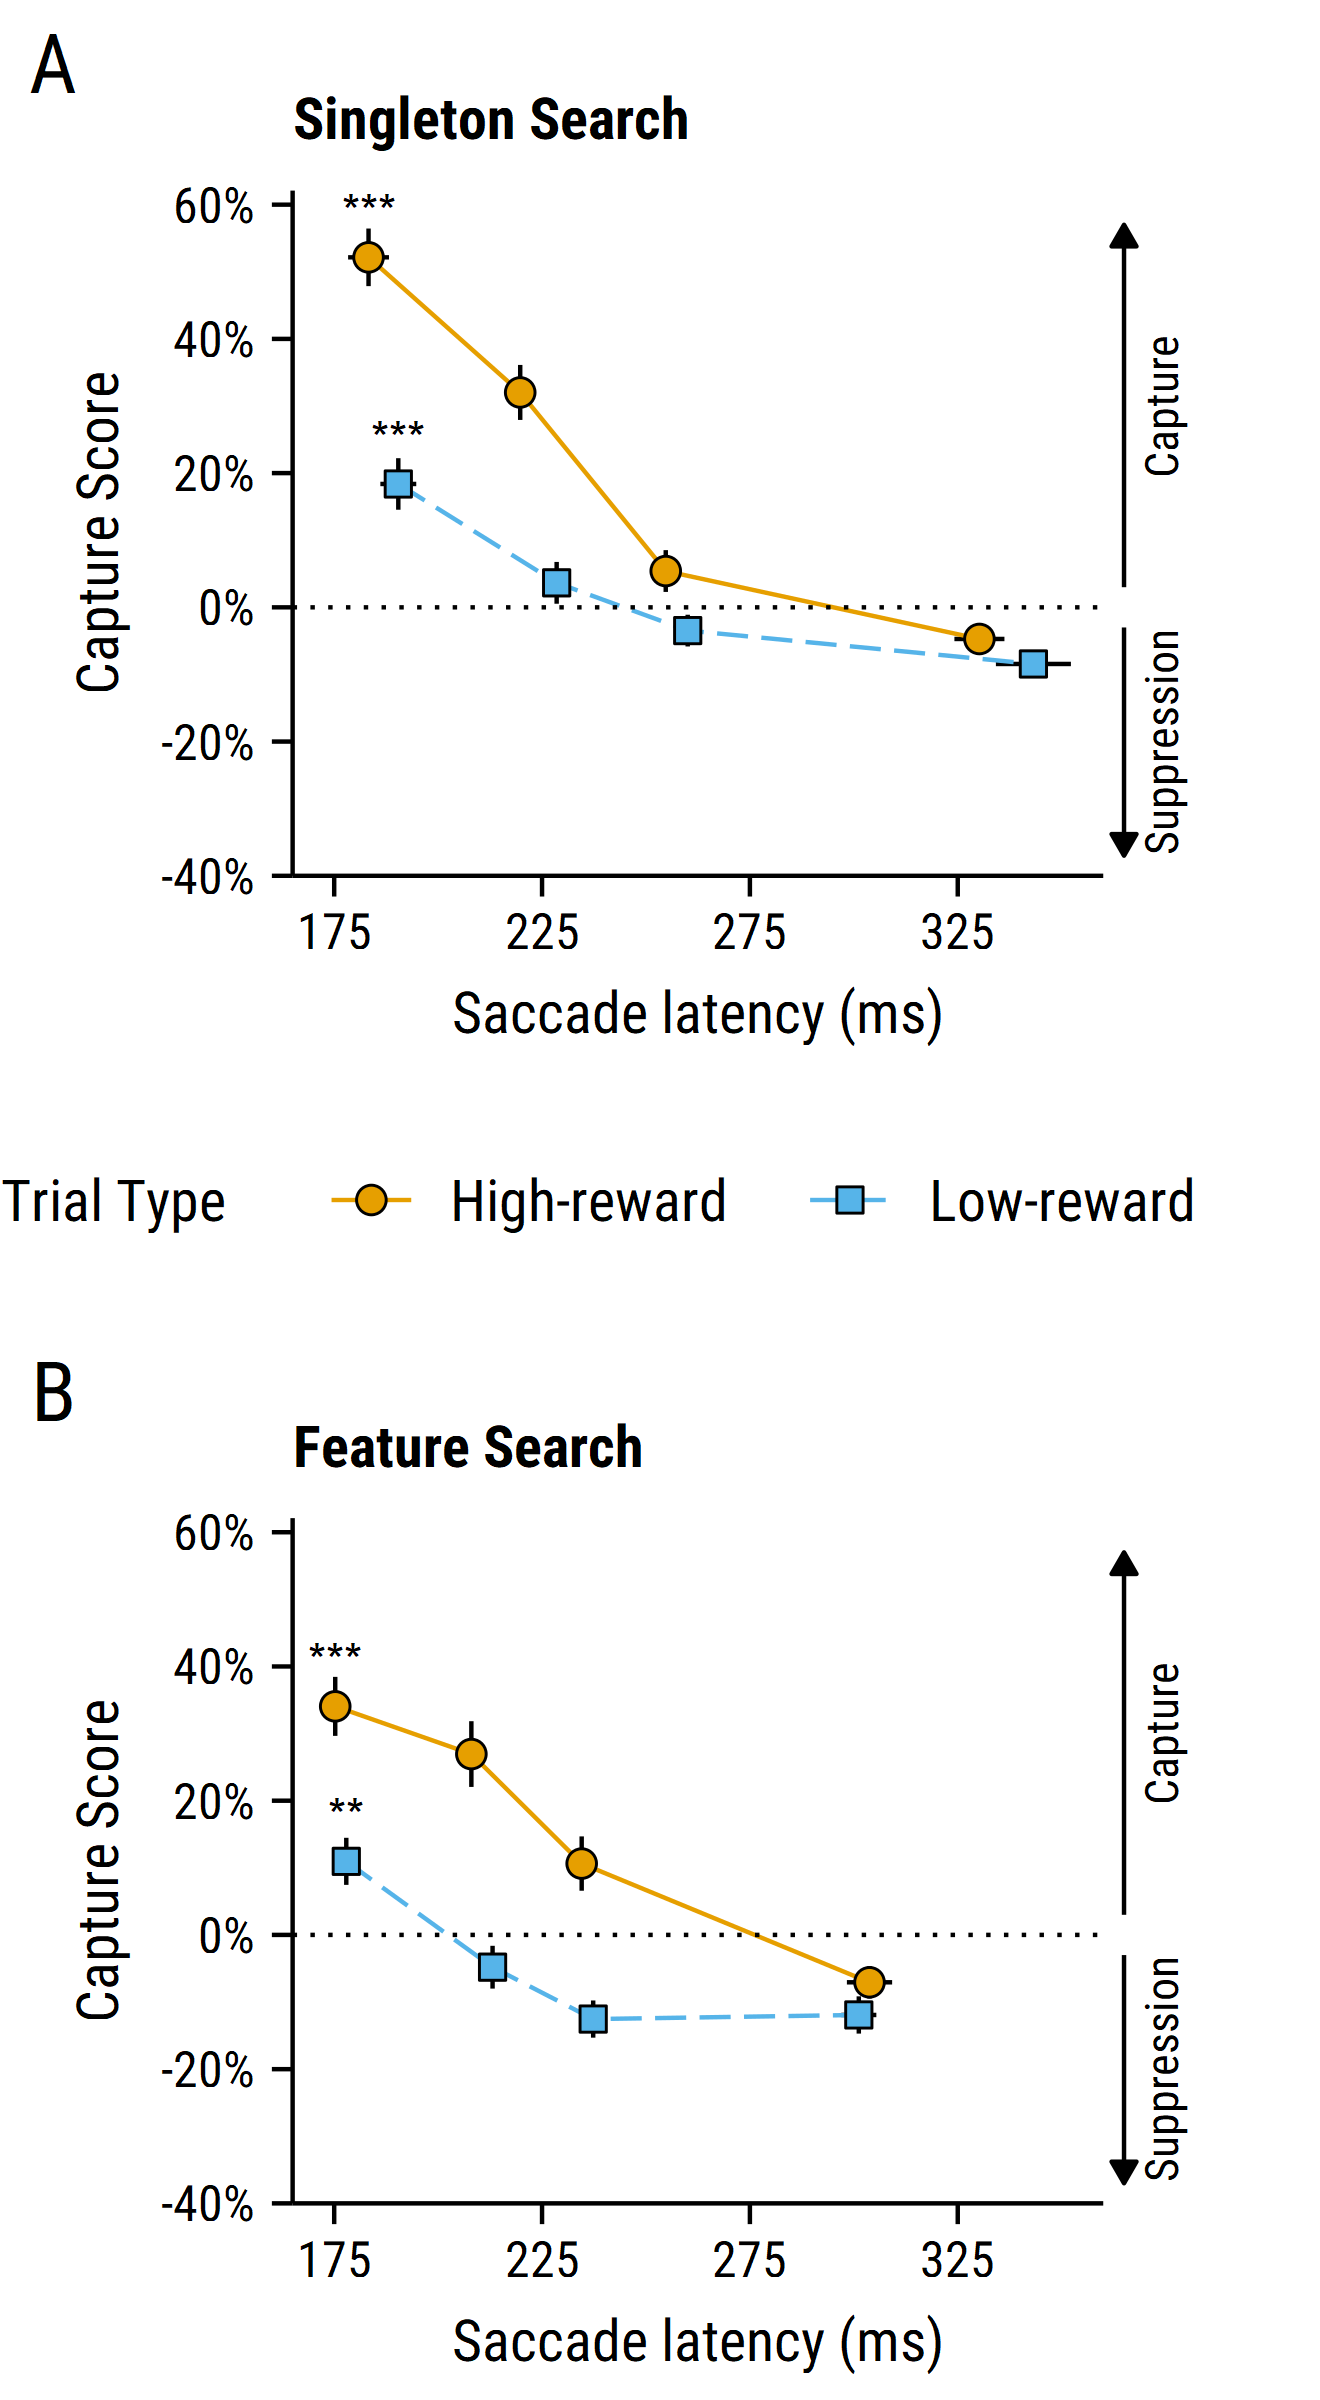 A
Singleton Search
60%
40%
20%
0%
-20%
-40%
***
***
Capture Score
Capture
Suppression
175 225 275 325
Saccade latency (ms)
Trial Type High-reward Low-reward
B
Feature Search
60%
40%
20%
0%
-20%
-40%
***
**
Capture Score
Capture
Suppression
175 225 275 325
Saccade latency (ms)